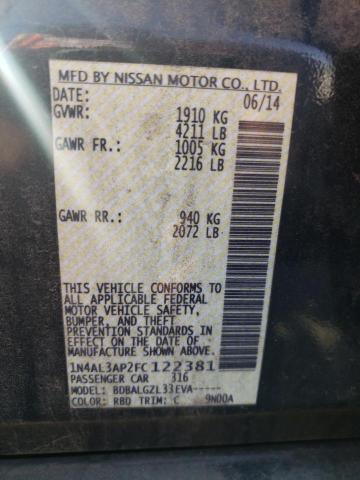 MFD BY NISSAN MOTOR CO., LTD.
DATE: 06/14
GVWR: 1910 KG
4211 LB
GAWR FR.: 1005 KG
2216 LB
GAWR RR.: 940 KG
2072 LB
THIS VEHICLE CONFORMS TO
ALL APPLICABLE FEDERAL
MOTOR VEHICLE SAFETY,
BUMPER, AND THEFT
PREVENTION STANDARDS IN
EFFECT ON THE DATE OF
MANUFACTURE SHOWN ABOVE.
1N4AL3AP2FC122381
PASSENGER CAR 316
MODEL: BDBALGZL33EVA-----
COLOR: RBD TRIM: C 9N00A